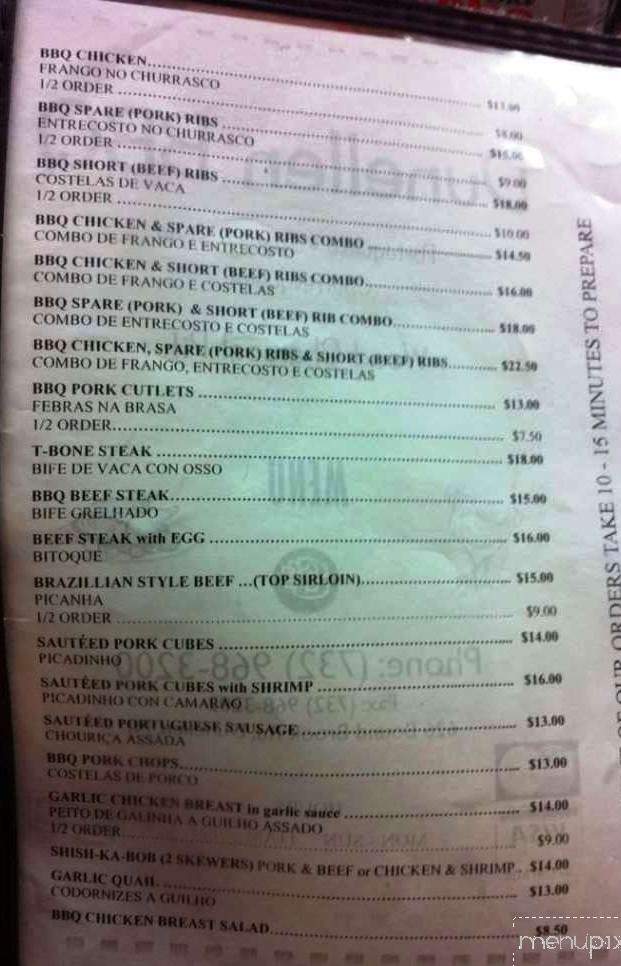 BBQ CHICKEN........ $13.00
FRANGO NO CHURRASCO
1/2 ORDER ........ $8.00
BBQ SPARE (PORK) RIBS ........ $15.00
ENTRECOSTO NO CHURRASCO
1/2 ORDER ........ $9.00
BBQ SHORT (BEEF) RIBS ........ $18.00
COSTELAS DE VACA
1/2 ORDER ........ $10.00
BBQ CHICKEN & SPARE (PORK) RIBS COMBO ........ $14.50
COMBO DE FRANGO E ENTRECOSTO
BBQ CHICKEN & SHORT (BEEF) RIBS COMBO........ $16.00
COMBO DE FRANGO E COSTELAS
BBQ SPARE (PORK) & SHORT (BEEF) RIB COMBO........ $18.00
COMBO DE ENTRECOSTO E COSTELAS
BBQ CHICKEN, SPARE (PORK) RIBS & SHORT (BEEF) RIBS........ $22.50
COMBO DE FRANGO, ENTRECOSTO E COSTELAS
BBQ PORK CUTLETS ........ $13.00
FEBRAS NA BRASA
1/2 ORDER........ $7.50
T-BONE STEAK ........ $18.00
BIFE DE VACA CON OSSO
BBQ BEEF STEAK........ $15.00
BIFE GRELHADO
BEEF STEAK with EGG ........ $16.00
BITOQUE
BRAZILLIAN STYLE BEEF ...(TOP SIRLOIN)........ $15.00
PICANHA
1/2 ORDER ........ $9.00
SAUTÉED PORK CUBES ........ $14.00
PICADINHO
SAUTÉED PORK CUBES with SHRIMP ........ $16.00
PICADINHO CON CAMARAO
SAUTÉED PORTUGUESE SAUSAGE ........ $13.00
CHOURIÇA ASSADA
BBQ PORK CHOPS........ $13.00
COSTELAS DE PORCO
GARLIC CHICKEN BREAST in garlic sauce ........ $14.00
PEITO DE GALINHA A GUILHO ASSADO
1/2 ORDER........ $9.00
SHISH-KA-BOB (2 SKEWERS) PORK & BEEF or CHICKEN & SHRIMP.. $14.00
GARLIC QUAIL ........ $13.00
CODORNIZES A GUILHO
BBQ CHICKEN BREAST SALAD........ $8.50
OF OUR ORDERS TAKE 10 - 15 MINUTES TO PREPARE
menupix